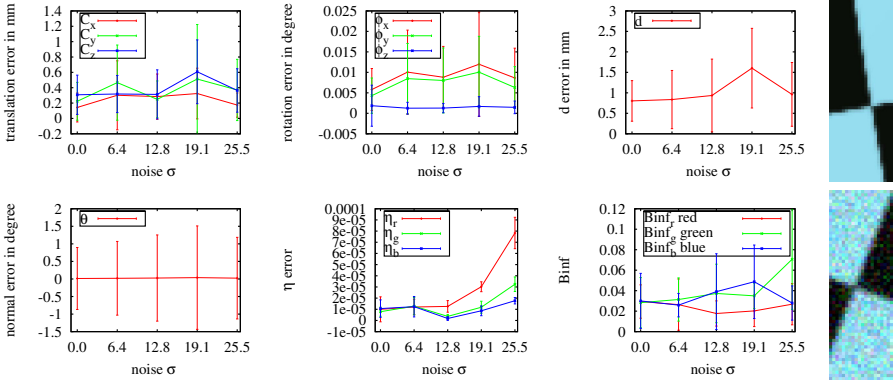 translation error in mm
1.4
1.2
1
0.8
0.6
0.4
0.2
0
-0.2
C_x
C_y
C_z
0.0 6.4 12.8 19.1 25.5
noise σ
rotation error in degree
0.025
0.02
0.015
0.01
0.005
0
-0.005
ϕ_x
ϕ_y
ϕ_z
0.0 6.4 12.8 19.1 25.5
noise σ
d error in mm
3
2.5
2
1.5
1
0.5
0
d
0.0 6.4 12.8 19.1 25.5
noise σ
normal error in degree
2
1.5
1
0.5
0
-0.5
-1
-1.5
θ
0.0 6.4 12.8 19.1 25.5
noise σ
η error
0.0001
9e-05
8e-05
7e-05
6e-05
5e-05
4e-05
3e-05
2e-05
1e-05
0
-1e-05
η_r
η_g
η_b
0.0 6.4 12.8 19.1 25.5
noise σ
Binf
0.12
0.1
0.08
0.06
0.04
0.02
0
Binf_r red
Binf_g green
Binf_b blue
0.0 6.4 12.8 19.1 25.5
noise σ